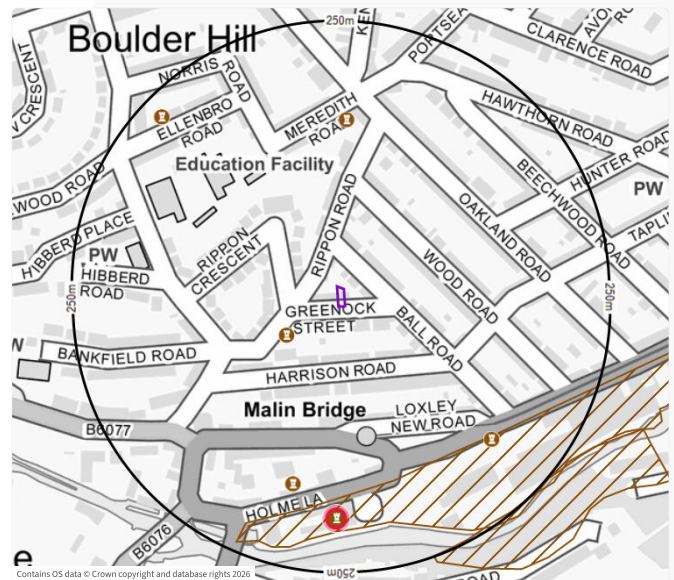 Boulder Hill
250m
PORTSEA
CLARENCE ROAD
NORRIS
ROAD
CRESCENT
HAWTHORN ROAD
ELLENBRO
ROAD
MEREDITH
ROAD
Education Facility
HUNTER ROAD
BEECHWOOD ROAD
PW
WOOD ROAD
OAKLAND ROAD
HIBBERD PLACE
RIPPON ROAD
PW
RIPPON
CRESCENT
WOOD ROAD
HIBBERD
ROAD
250m
250m
GREENOCK
STREET
BALL ROAD
BANKFIELD ROAD
HARRISON ROAD
Malin Bridge
LOXLEY
NEW ROAD
B6077
HOLME LA
B6076
e
250m
ROAD
Contains OS data © Crown copyright and database rights 2026